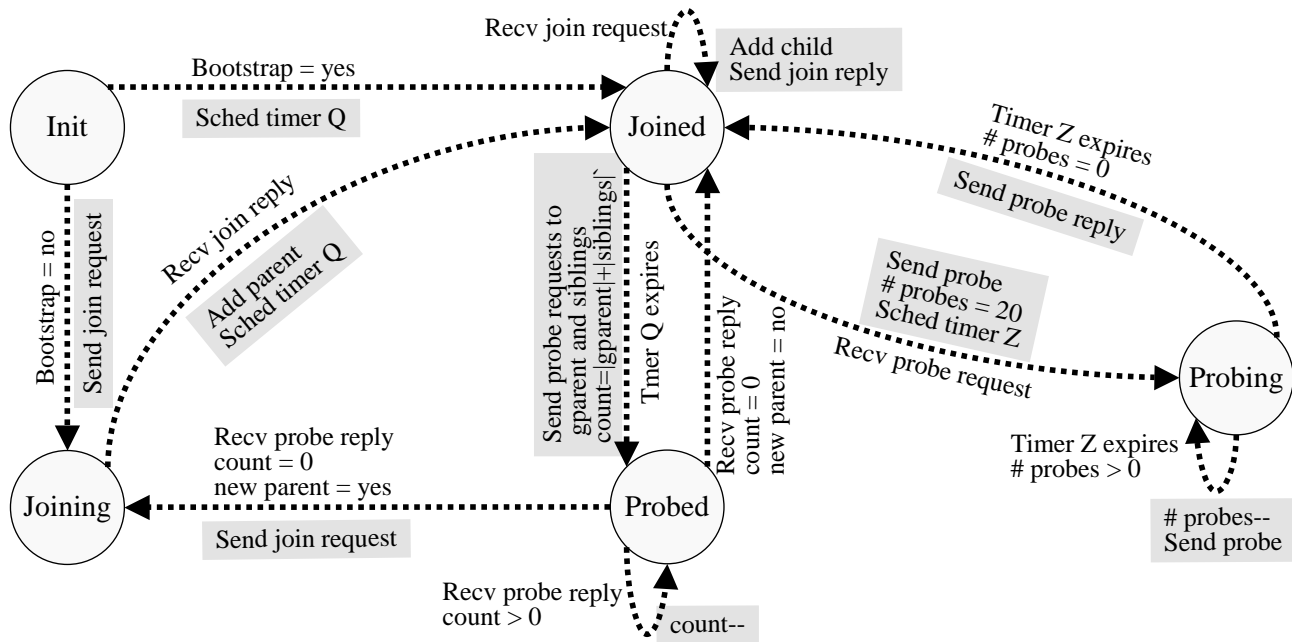 Recv join request
Add child
Send join reply
Bootstrap = yes
Sched timer Q
Init
Joined
Timer Z expires
# probes = 0
Send probe reply
Bootstrap = no
Send join request
Recv join reply
Add parent
Sched timer Q
Send probe requests to
gparent and siblings
count=|gparent|+|siblings|`
Tmer Q expires
Recv probe reply
count = 0
new parent = no
Send probe
# probes = 20
Sched timer Z
Recv probe request
Probing
Timer Z expires
# probes > 0
# probes--
Send probe
Recv probe reply
count = 0
new parent = yes
Send join request
Joining
Probed
Recv probe reply
count > 0
count--